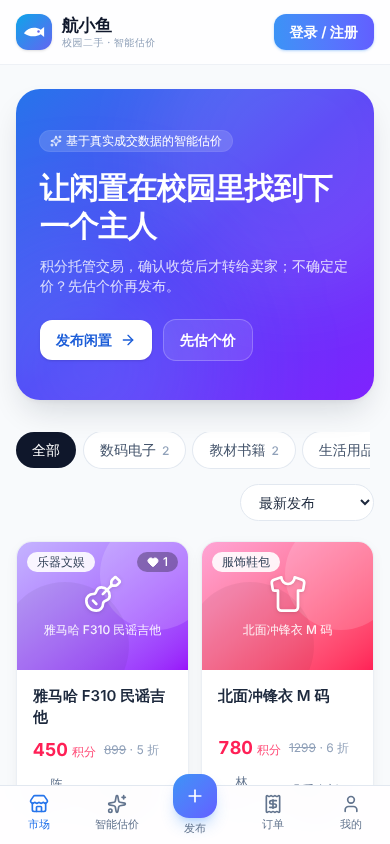 航小鱼
校园二手 · 智能估价
登录 / 注册
基于真实成交数据的智能估价
让闲置在校园里找到下
一个主人
积分托管交易，确认收货后才转给卖家；不确定定
价？先估个价再发布。
发布闲置
先估个价
全部
数码电子 2
教材书籍 2
生活用品
最新发布
乐器文娱
1
雅马哈 F310 民谣吉他
服饰鞋包
北面冲锋衣 M 码
雅马哈 F310 民谣吉
他
450 积分 899 · 5 折
陈
北面冲锋衣 M 码
780 积分 1299 · 6 折
林
市场
智能估价
发布
订单
我的